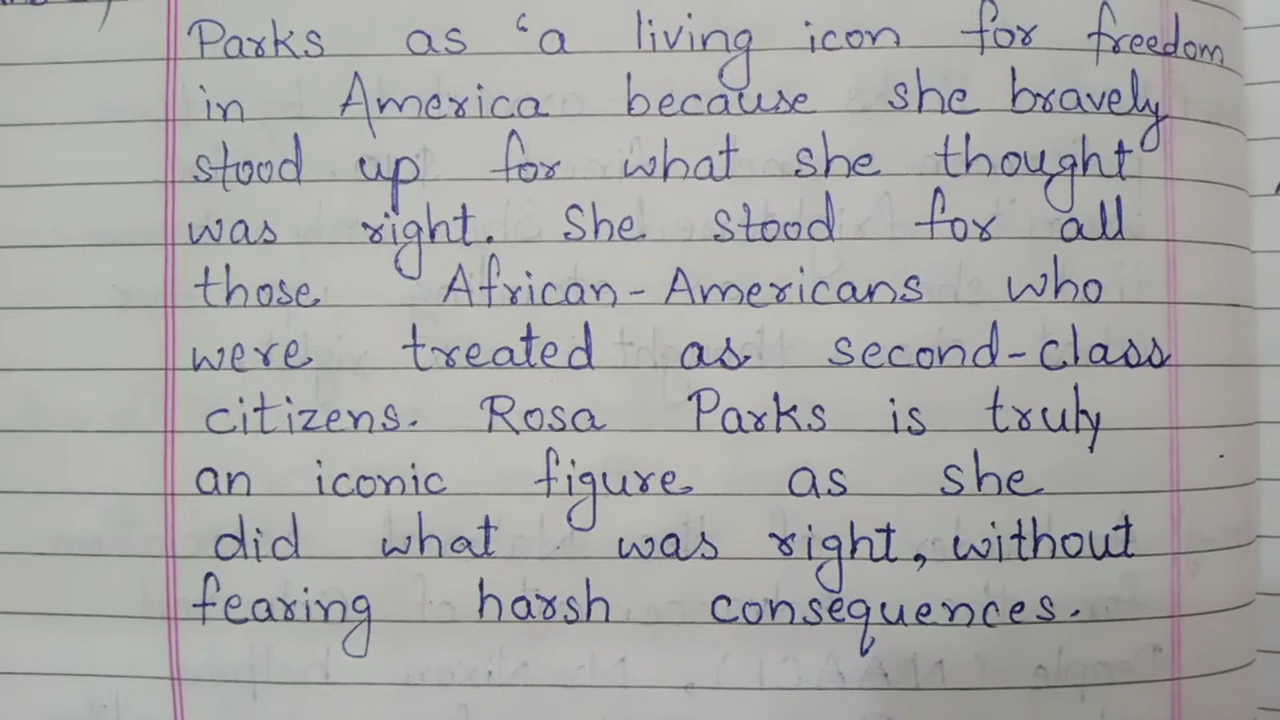 Parks as 'a living icon for freedom
in America because she bravely
stood up for what she thought
was right. She stood for all
those African-Americans who
were treated as second-class
citizens. Rosa Parks is truly
an iconic figure as she
did what was right, without
fearing harsh consequences.